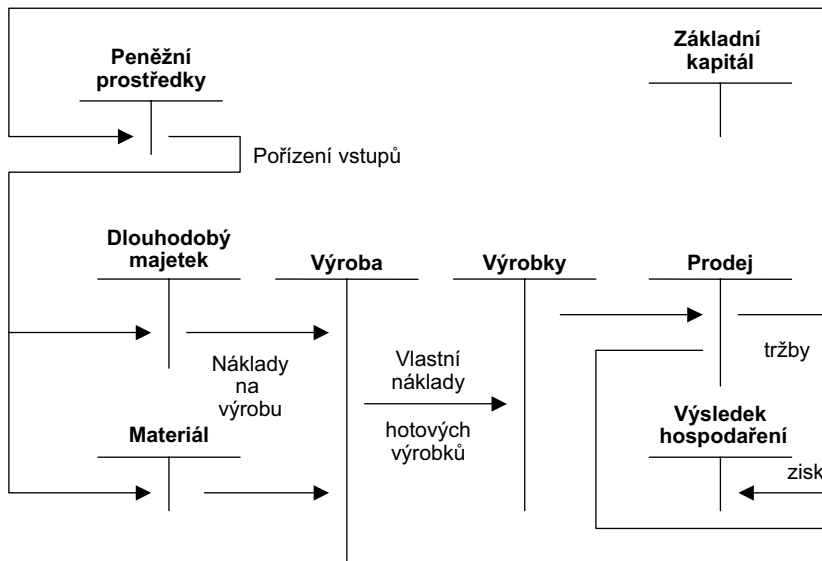 Peněžní
prostředky
Základní
kapitál
Pořízení vstupů
Dlouhodobý
majetek
Výroba
Výrobky
Prodej
Náklady
na
výrobu
Vlastní
náklady
hotových
výrobků
tržby
Materiál
Výsledek
hospodaření
zisk